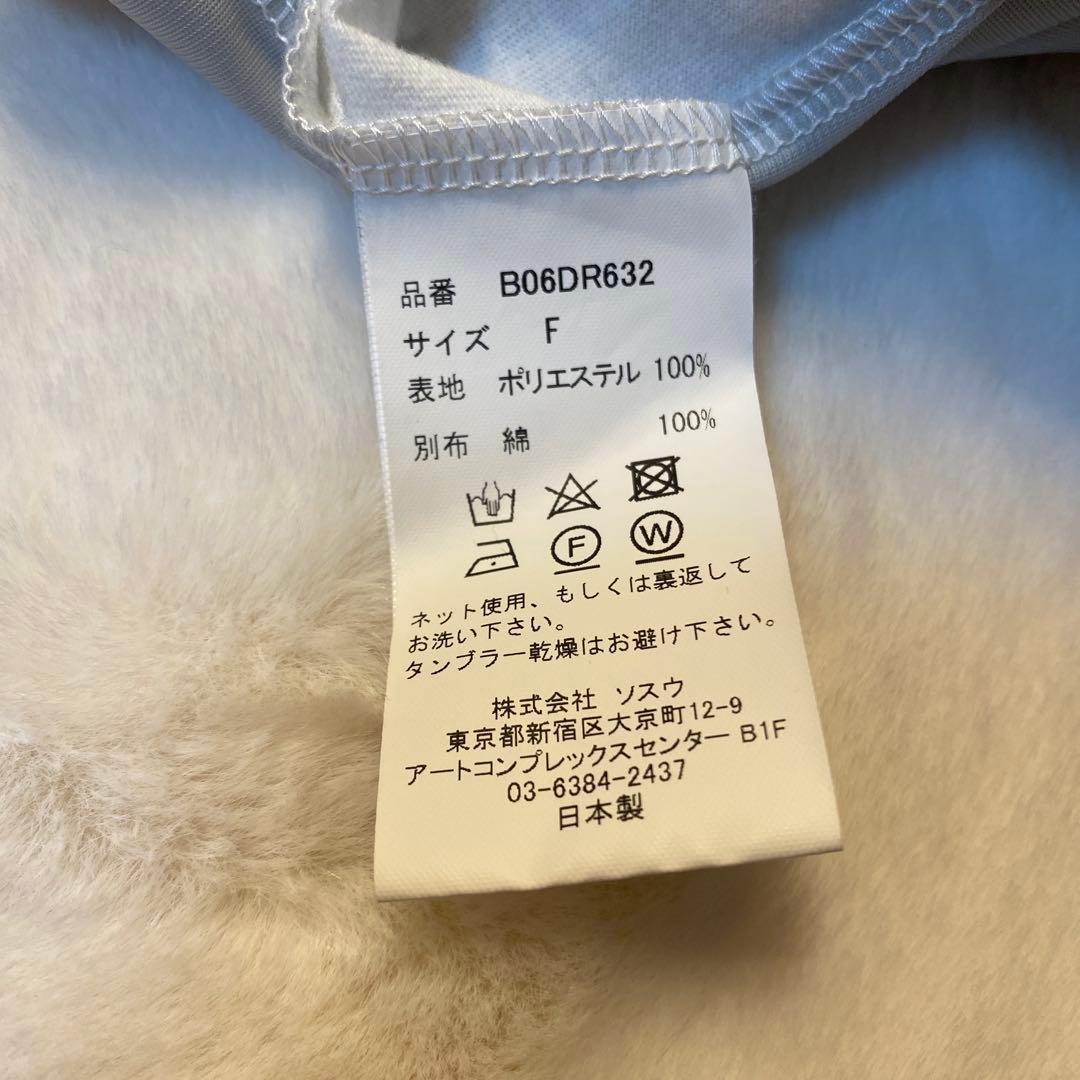 品番 B06DR632
サイズ F
表地 ポリエステル 100%
別布 綿 100%
F W
ネット使用、もしくは裏返して
お洗い下さい。
タンブラー乾燥はお避け下さい。
株式会社 ソスウ
東京都新宿区大京町12-9
アートコンプレックスセンター B1F
03-6384-2437
日本製